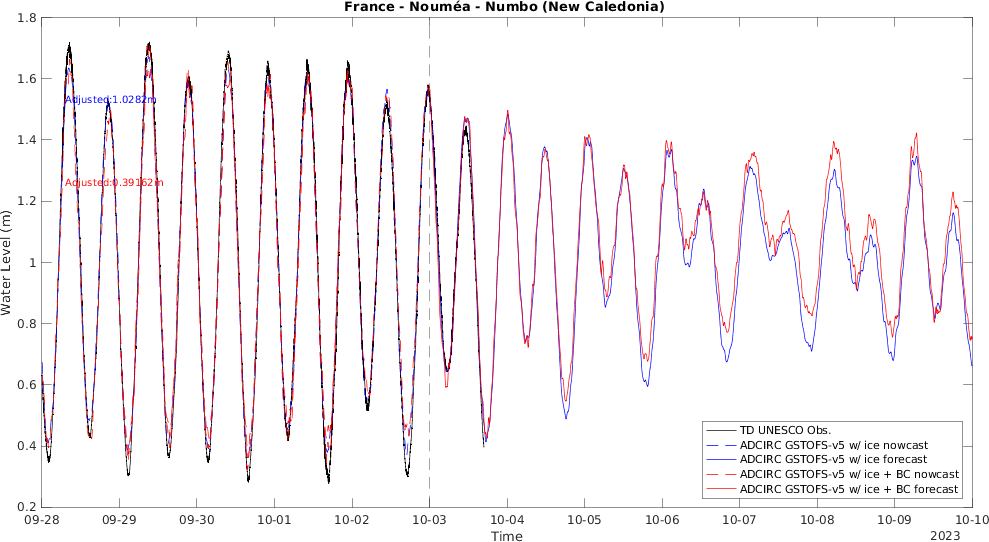 France - Nouméa - Numbo (New Caledonia)
1.8
1.6
1.4
1.2
1
0.8
0.6
0.4
0.2
Water Level (m)
Adjusted:1.0282m
Adjusted:0.39162m
TD UNESCO Obs.
ADCIRC GSTOFS-v5 w/ ice nowcast
ADCIRC GSTOFS-v5 w/ ice forecast
ADCIRC GSTOFS-v5 w/ ice + BC nowcast
ADCIRC GSTOFS-v5 w/ ice + BC forecast
09-28 09-29 09-30 10-01 10-02 10-03 10-04 10-05 10-06 10-07 10-08 10-09 10-10
Time
2023